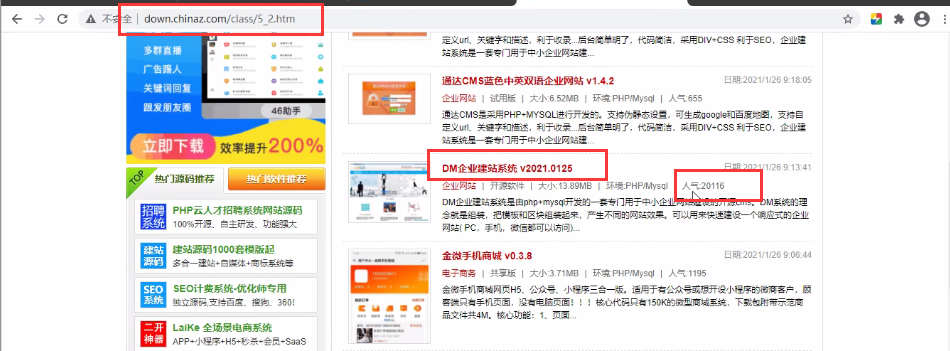 不安全 | down.chinaz.com/class/5_2.htm
多群直播
广告踢人
关键词回复
跟发朋友圈
46助手
立即下载 效率提升200%
TOP 热门源码推荐 热门软件推荐
招聘系统 PHP云人才招聘系统网站源码
100%开源、自主研发、功能强大
建站源码 建站源码1000套模版起
多合一建站+自媒体+商标系统等
SEO系统 SEO计费系统-优化师专用
独立源码,支持百度、搜狗、360!
二开神器 LaiKe 全场景电商系统
APP+小程序+H5+秒杀+会员+SaaS
定义url，关键字和描述，利于收录...后台简单明了，代码简洁，采用DIV+CSS 利于SEO，企业建
站系统是一套专门用于中小企业网站建...
通达CMS蓝色中英双语企业网站 v1.4.2 日期:2021/1/26 9:18:05
企业网站 | 试用版 | 大小:6.52MB | 环境:PHP/Mysql | 人气:655
通达CMS是采用PHP+MYSQL进行开发的。支持伪静态设置，可生成google和百度地图，支持自
定义url、关键字和描述，利于收录...后台简单明了，代码简洁，采用DIV+CSS 利于SEO，企业建
站系统是一套专门用于中小企业网站建...
DM企业建站系统 v2021.0125 日期:2021/1/26 9:13:41
企业网站 | 开源软件 | 大小:13.89MB | 环境:PHP/Mysql | 人气:20116
DM企业建站系统是由php+mysql开发的一套专门用于中小企业网站建设的开源cms。DM系统的理
念就是组装，把模板和区块组装起来，产生不同的网站效果。可以用来快速建设一个响应式的企业
网站( PC，手机，微信都可以访问)...
金微手机商城 v0.3.8 日期:2021/1/26 9:06:44
电子商务 | 共享版 | 大小:3.71MB | 环境:PHP/Mysql | 人气:1195
金微手机商城网页H5、公众号、小程序三合一版。适用于有公众号或想开设小程序的微商客户，顾
客端只有手机页面，没有电脑页面！！！核心代码只有150K的微型商城系统，下载包附带示范商
品文件共4M。核心功能：1、页面...